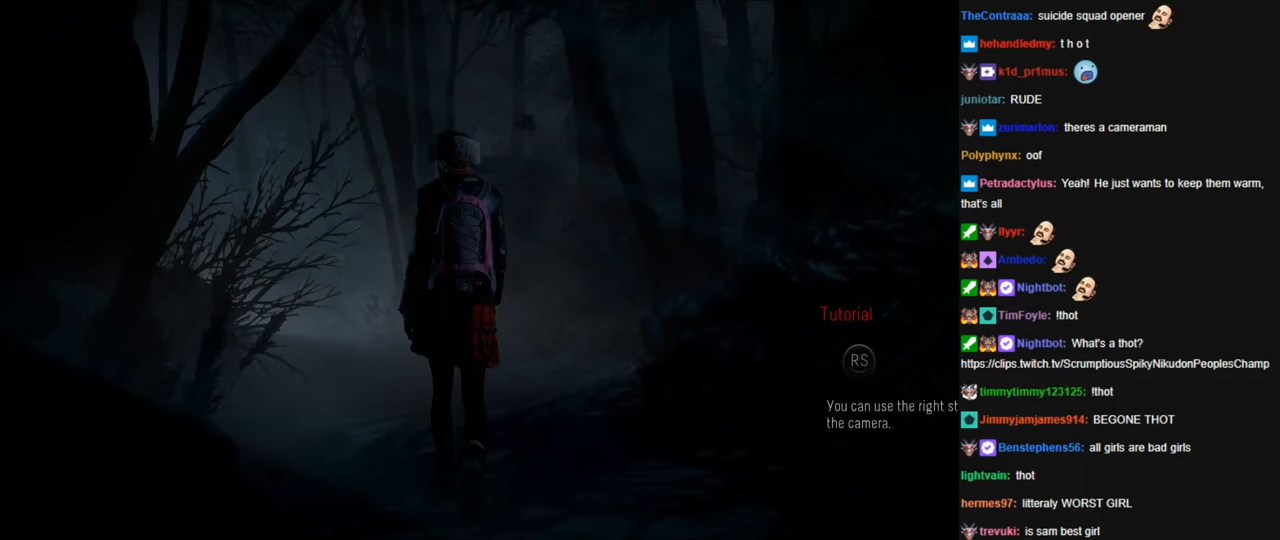 Tutorial
RS
You can use the right st
the camera.
TheContraaa: suicide squad opener
hehandledmy: t h o t
k1d_pr1mus:
juniotar: RUDE
zurimarlon: theres a cameraman
Polyphynx: oof
Petradactylus: Yeah! He just wants to keep them warm,
that's all
llyyr:
Ambedo:
Nightbot:
TimFoyle: !thot
Nightbot: What's a thot?
https://clips.twitch.tv/ScrumptiousSpikyNikudonPeoplesChamp
timmytimmy123125: !thot
Jimmyjamjames914: BEGONE THOT
Benstephens56: all girls are bad girls
lightvain: thot
hermes97: litteraly WORST GIRL
trevuki: is sam best girl